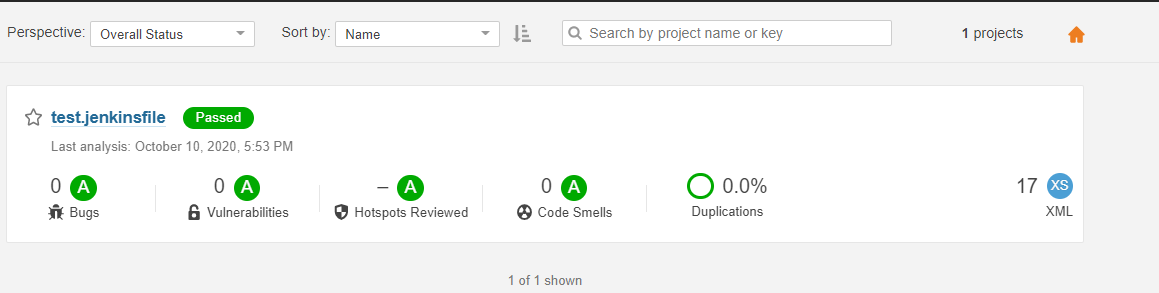 Perspective: Overall Status Sort by: Name Search by project name or key 1 projects
test.jenkinsfile Passed
Last analysis: October 10, 2020, 5:53 PM
0 A 0 A – A 0 A 0.0% 17 XS
Bugs Vulnerabilities Hotspots Reviewed Code Smells Duplications XML
1 of 1 shown